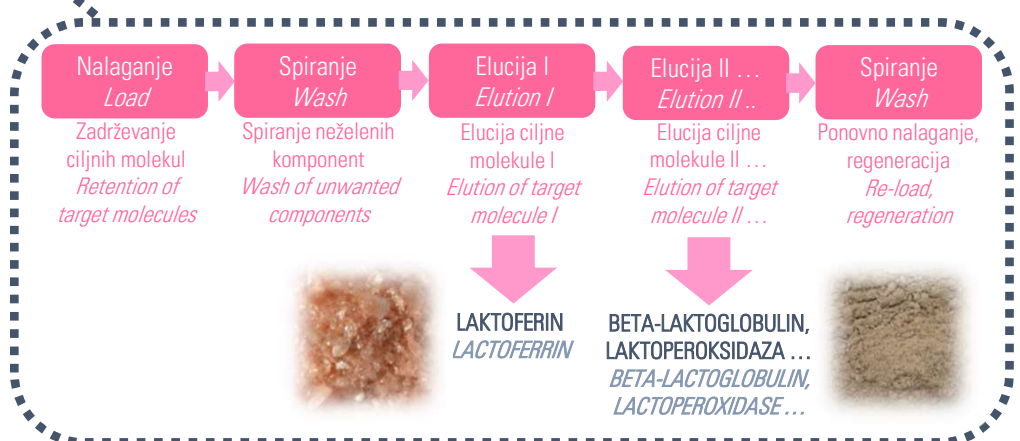 Nalaganje
Load
Spiranje
Wash
Elucija I
Elution I
Elucija II ...
Elution II ..
Spiranje
Wash
Zadrževanje
ciljnih molekul
Retention of
target molecules
Spiranje neželenih
komponent
Wash of unwanted
components
Elucija ciljne
molekule I
Elution of target
molecule I
Elucija ciljne
molekule II ...
Elution of target
molecule II ...
Ponovno nalaganje,
regeneracija
Re-load,
regeneration
LAKTOFERIN
LACTOFERRIN
BETA-LAKTOGLOBULIN,
LAKTOPEROKSIDAZA ...
BETA-LACTOGLOBULIN,
LACTOPEROXIDASE ...